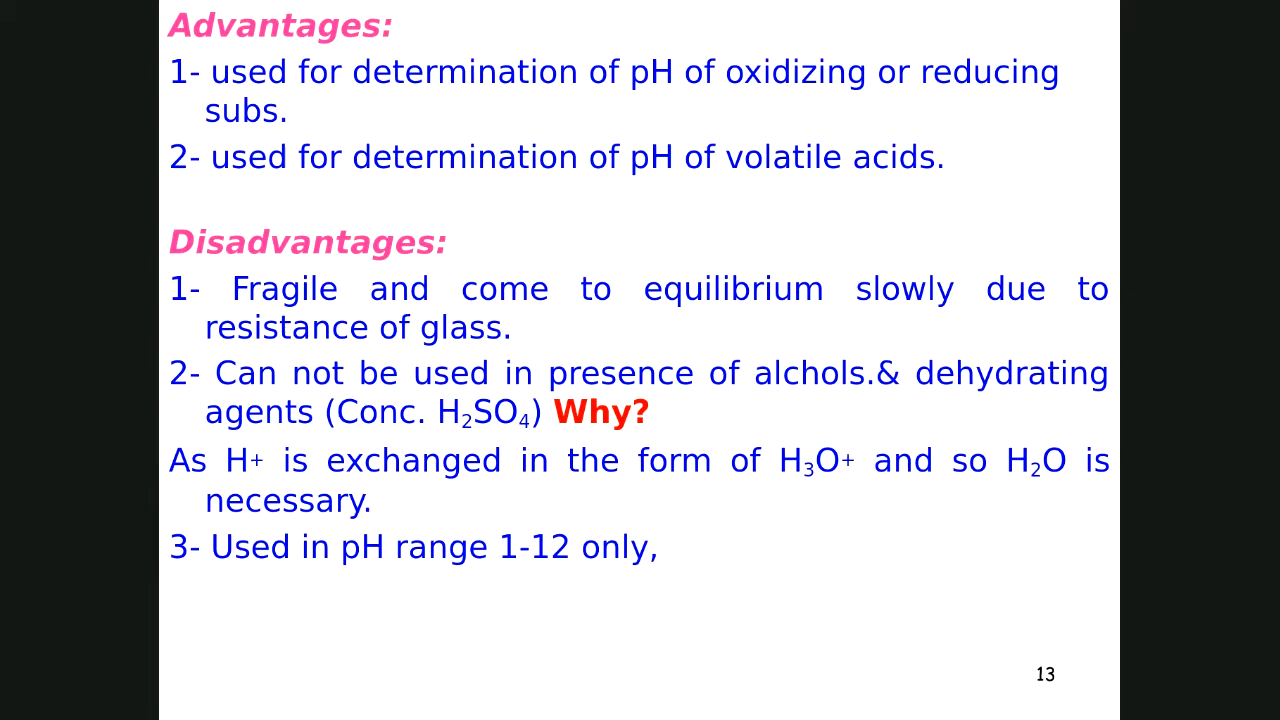 Advantages:
1- used for determination of pH of oxidizing or reducing
subs.
2- used for determination of pH of volatile acids.
Disadvantages:
1- Fragile and come to equilibrium slowly due to
resistance of glass.
2- Can not be used in presence of alchols.& dehydrating
agents (Conc. H₂SO₄) Why?
As H⁺ is exchanged in the form of H₃O⁺ and so H₂O is
necessary.
3- Used in pH range 1-12 only,
13